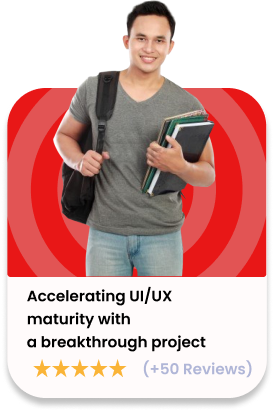 Accelerating UI/UX
maturity with
a breakthrough project
(+50 Reviews)